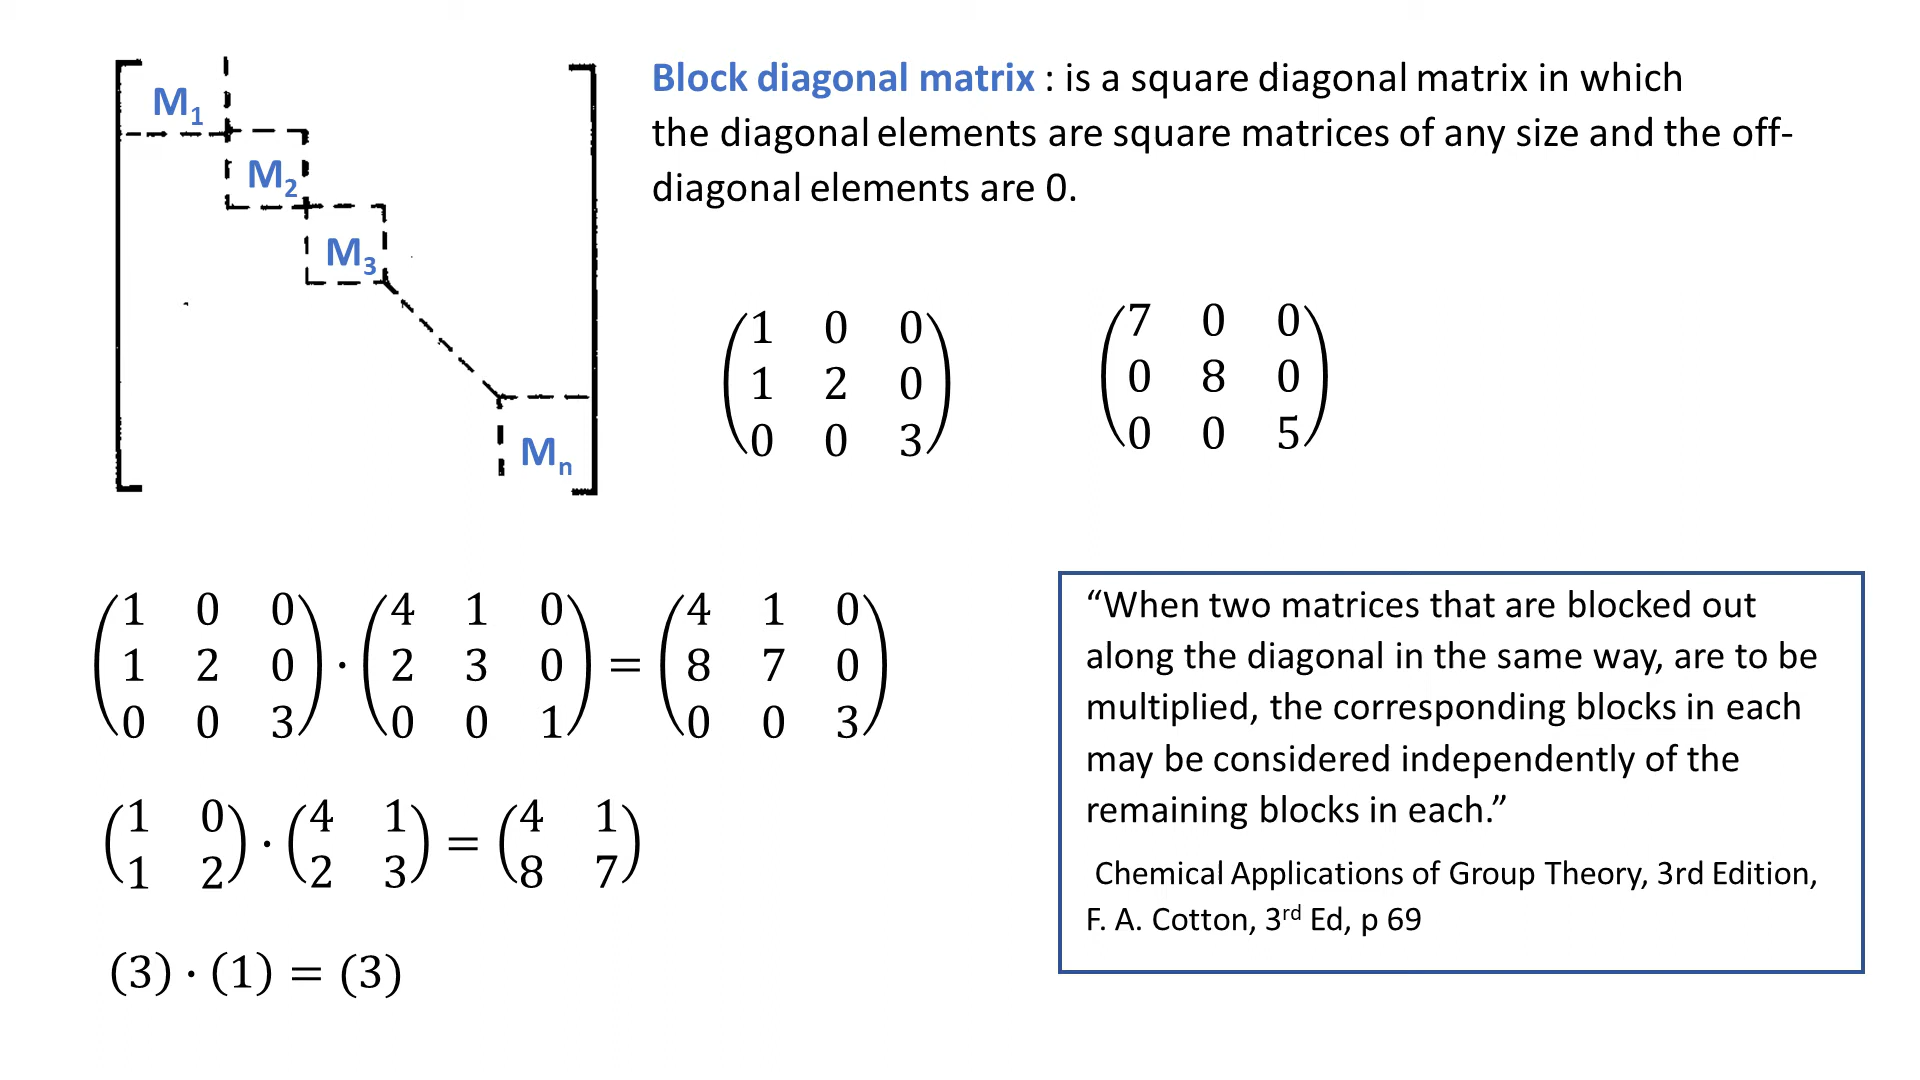 M1
M2
M3
Mn
Block diagonal matrix : is a square diagonal matrix in which
the diagonal elements are square matrices of any size and the off-
diagonal elements are 0.
1 0 0
1 2 0
0 0 3
7 0 0
0 8 0
0 0 5
(1 0 0) (4 1 0) (4 1 0)
(1 2 0) · (2 3 0) = (8 7 0)
(0 0 3) (0 0 1) (0 0 3)
(1 0) · (4 1) = (4 1)
(1 2) (2 3) (8 7)
(3) · (1) = (3)
“When two matrices that are blocked out
along the diagonal in the same way, are to be
multiplied, the corresponding blocks in each
may be considered independently of the
remaining blocks in each.”
Chemical Applications of Group Theory, 3rd Edition,
F. A. Cotton, 3rd Ed, p 69